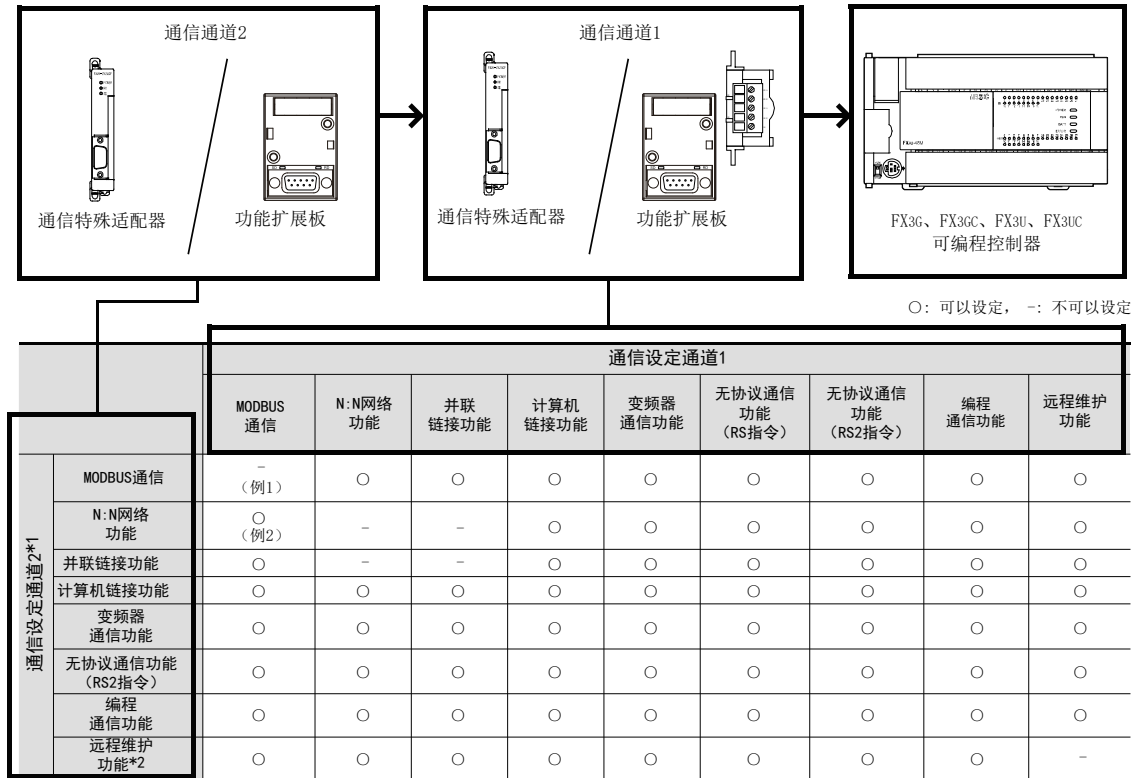 通信通道2
通信通道1
通信特殊适配器
功能扩展板
通信特殊适配器
功能扩展板
FX3G、FX3GC、FX3U、FX3UC
可编程控制器
○: 可以设定, -: 不可以设定
通信设定通道1
MODBUS
通信
N:N网络
功能
并联
链接功能
计算机
链接功能
变频器
通信功能
无协议通信
功能
（RS指令）
无协议通信
功能
（RS2指令）
编程
通信功能
远程维护
功能
通信设定通道2*1
MODBUS通信
-
（例1）
○ ○ ○ ○ ○ ○ ○ ○
N:N网络
功能
○
（例2）
- - ○ ○ ○ ○ ○ ○
并联链接功能 ○ - - ○ ○ ○ ○ ○ ○
计算机链接功能 ○ ○ ○ ○ ○ ○ ○ ○ ○
变频器
通信功能
○ ○ ○ ○ ○ ○ ○ ○ ○
无协议通信功能
（RS2指令）
○ ○ ○ ○ ○ ○ ○ ○ ○
编程
通信功能
○ ○ ○ ○ ○ ○ ○ ○ ○
远程维护
功能*2
○ ○ ○ ○ ○ ○ ○ ○ -